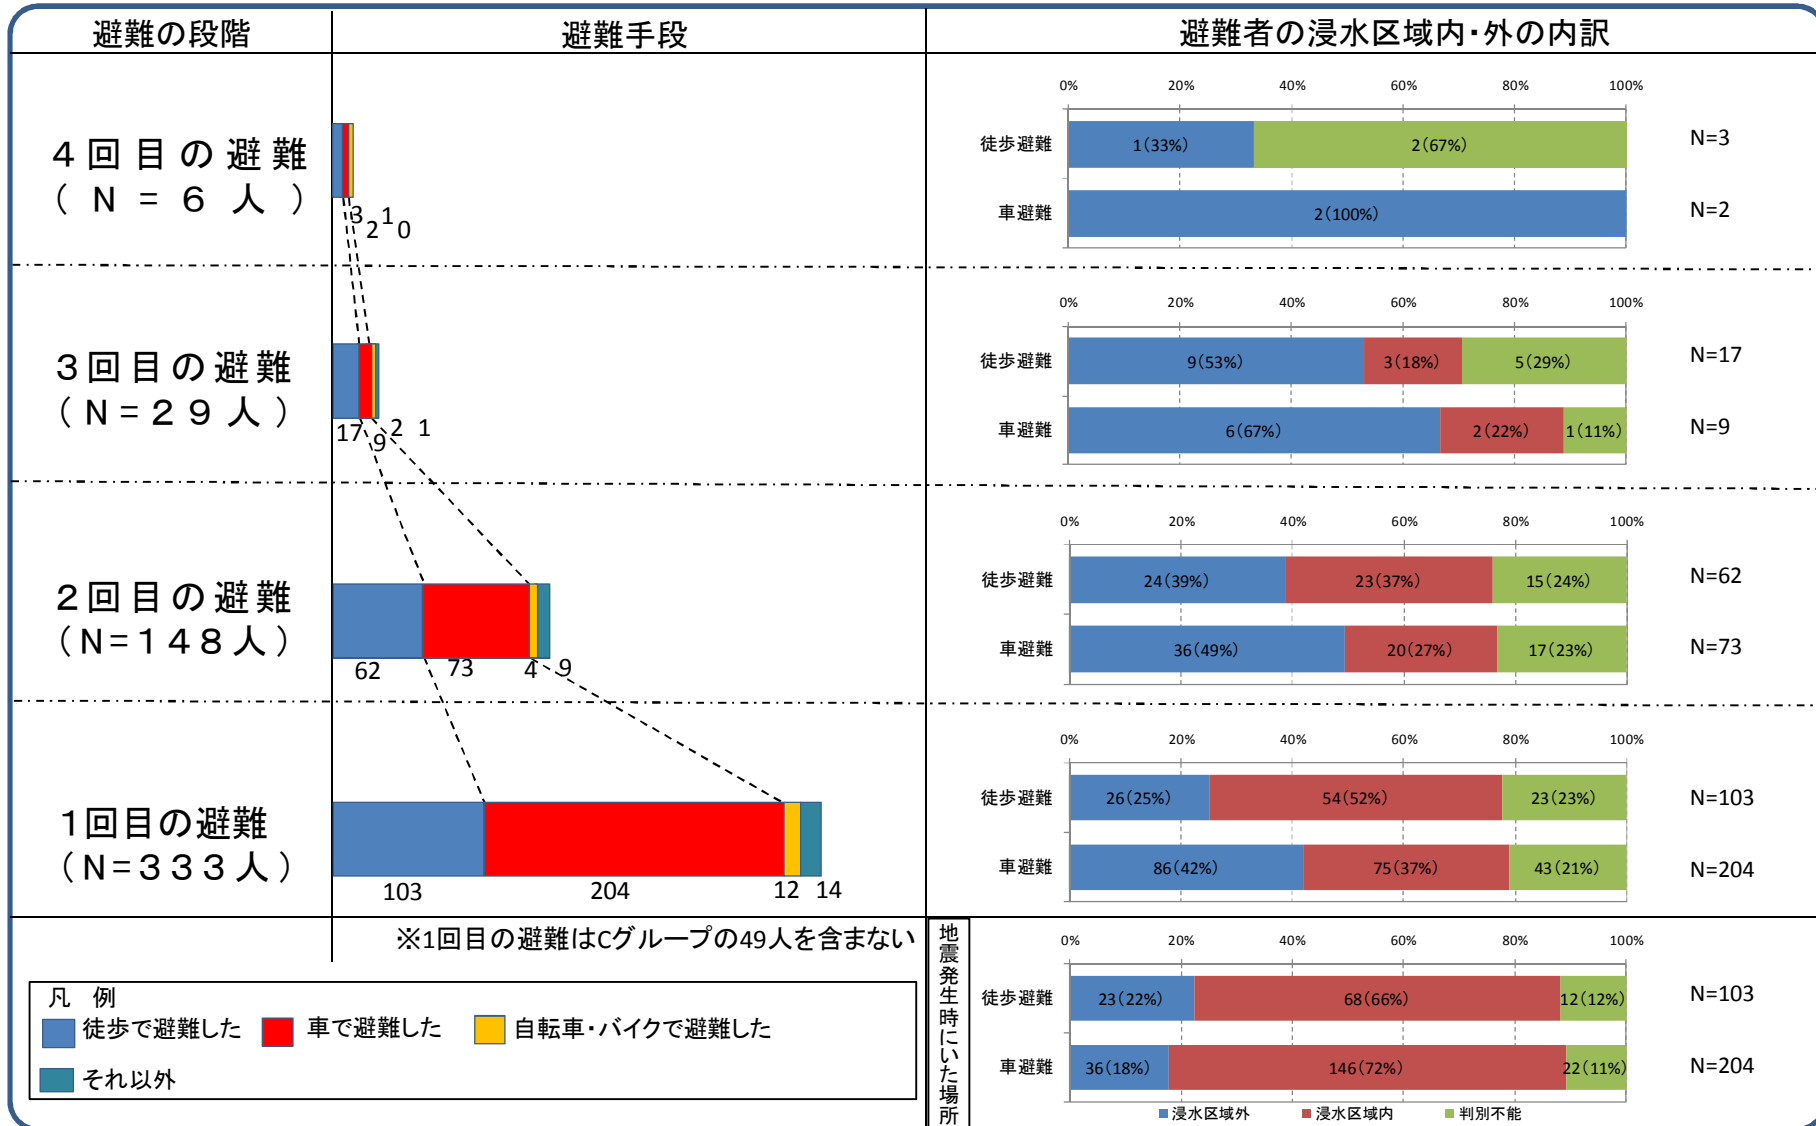 避難の段階
避難手段
避難者の浸水区域内・外の内訳
4回目の避難
(N=6人)
3
2
1
0
0% 20% 40% 60% 80% 100%
徒歩避難 1(33%) 2(67%) N=3
車避難 2(100%) N=2
3回目の避難
(N=29人)
17
9
2
1
0% 20% 40% 60% 80% 100%
徒歩避難 9(53%) 3(18%) 5(29%) N=17
車避難 6(67%) 2(22%) 1(11%) N=9
2回目の避難
(N=148人)
62
73
4
9
0% 20% 40% 60% 80% 100%
徒歩避難 24(39%) 23(37%) 15(24%) N=62
車避難 36(49%) 20(27%) 17(23%) N=73
1回目の避難
(N=333人)
103
204
12
14
0% 20% 40% 60% 80% 100%
徒歩避難 26(25%) 54(52%) 23(23%) N=103
車避難 86(42%) 75(37%) 43(21%) N=204
※1回目の避難はCグループの49人を含まない
凡 例
徒歩で避難した 車で避難した 自転車・バイクで避難した
それ以外
地震発生時にいた場所
0% 20% 40% 60% 80% 100%
徒歩避難 23(22%) 68(66%) 12(12%) N=103
車避難 36(18%) 146(72%) 22(11%) N=204
浸水区域外 浸水区域内 判別不能